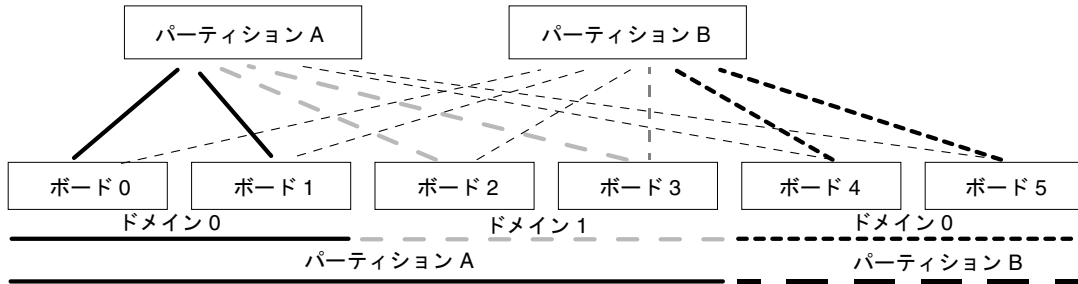 パーティション A
パーティション B
ボード 0
ボード 1
ボード 2
ボード 3
ボード 4
ボード 5
ドメイン 0
ドメイン 1
ドメイン 0
パーティション A
パーティション B